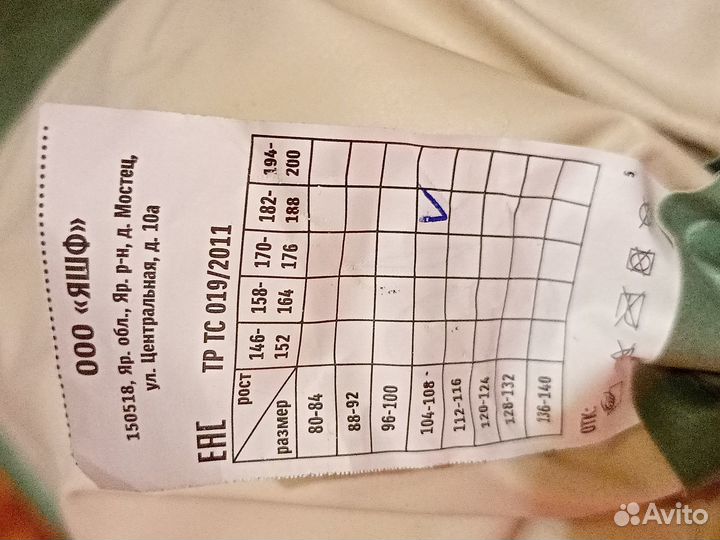 ООО «ЯШФ»
150518, Яр. обл., Яр. р-н, д. Мостец,
ул. Центральная, д. 10а
ЕАС ТР ТС 019/2011
рост
размер
146-152 158-164 170-176 182-188 194-200
80-84
88-92
96-100
104-108
112-116
120-124
128-132
136-140
ОТК:
Avito